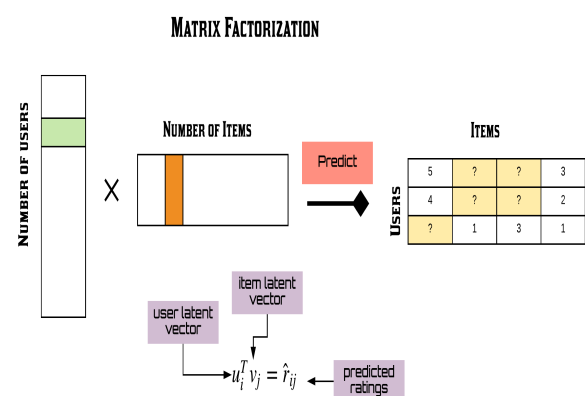 MATRIX FACTORIZATION
NUMBER OF USERS
NUMBER OF ITEMS
×
Predict
ITEMS
USERS
5 ? ? 3
4 ? ? 2
? 1 3 1
item latent
vector
user latent
vector
u_i^T v_j = r̂_ij
predicted
ratings